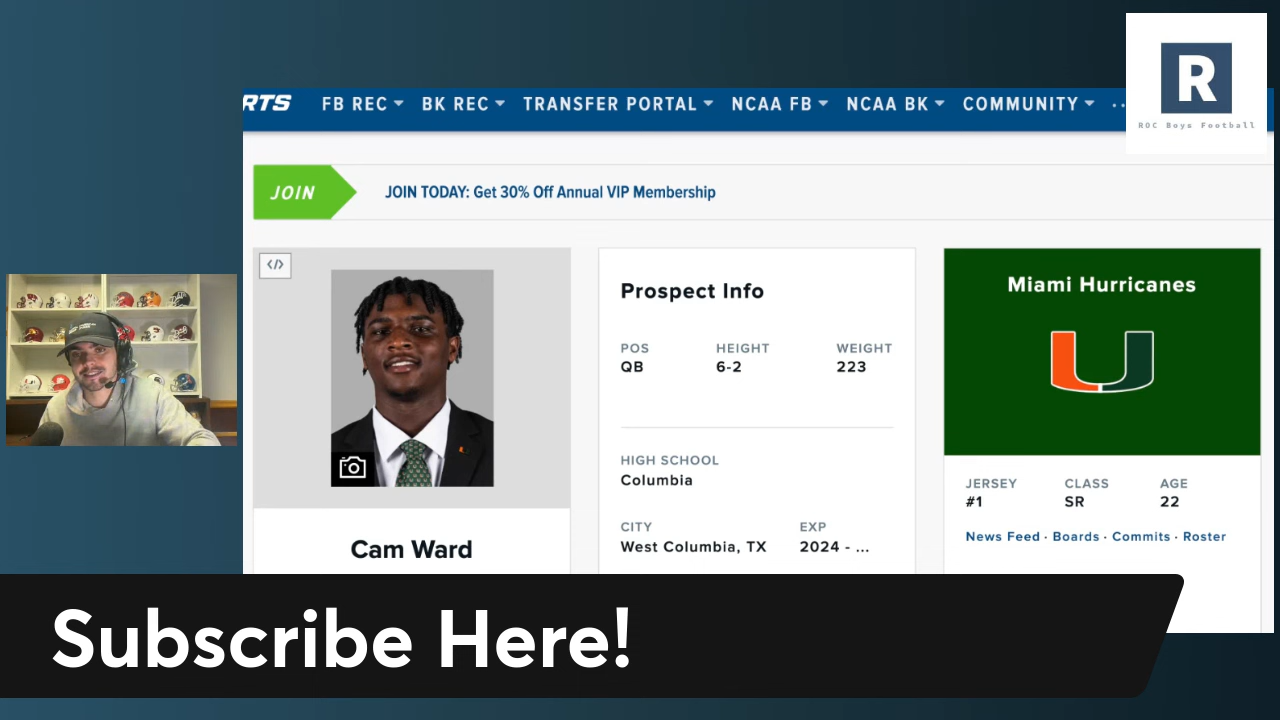 R
ROC Boys Football
RTS FB REC BK REC TRANSFER PORTAL NCAA FB NCAA BK COMMUNITY ..
JOIN
JOIN TODAY: Get 30% Off Annual VIP Membership
</>
Cam Ward
Prospect Info
POS HEIGHT WEIGHT
QB 6-2 223
HIGH SCHOOL
Columbia
CITY EXP
West Columbia, TX 2024 - ...
Miami Hurricanes
JERSEY CLASS AGE
#1 SR 22
News Feed · Boards · Commits · Roster
Subscribe Here!